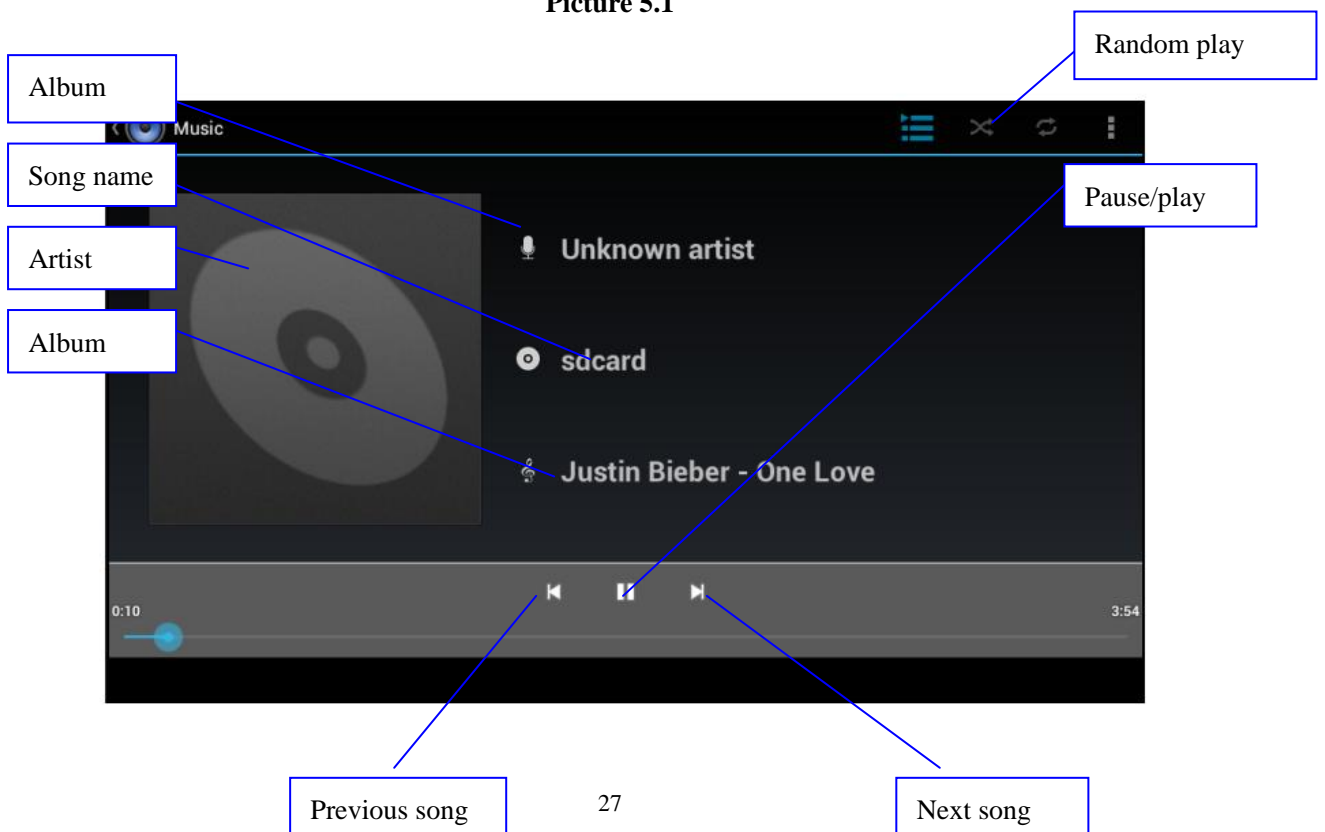 Picture 5.1
Random play
Album
Music
Song name
Pause/play
Artist
Unknown artist
Album
sdcard
Justin Bieber - One Love
0:10
3:54
Previous song
27
Next song